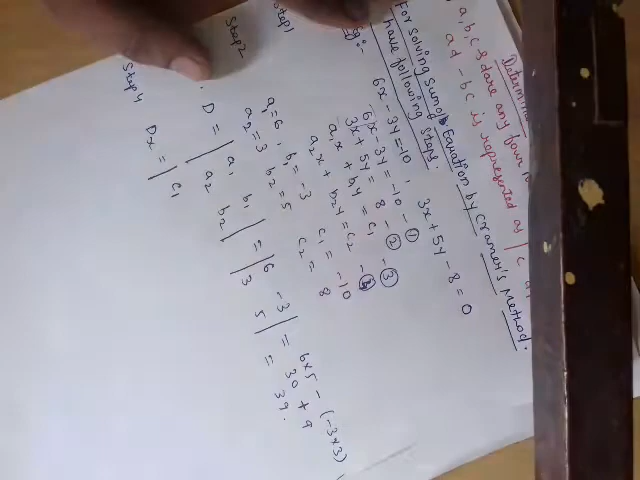 Determina
a, b, c & d are any four
ad - bc is represented as | c
For solving sum of Equation by Cramer's Method.
have following steps.
Eg:- 6x - 3y = -10 , 3x + 5y - 8 = 0
Step1 6x - 3y = -10 - ①
3x + 5y = 8 - ②
a₁x + b₁y = c₁ - ③
a₂x + b₂y = c₂ - ④
Step2 a₁ = 6, b₁ = -3 c₁ = -10
a₂ = 3 b₂ = 5 c₂ = 8
D = | a₁ b₁ | = | 6 -3 | = 6×5 - (-3×3)
| a₂ b₂ | | 3 5 | = 30 + 9
= 39.
Step 4 Dx = | c₁